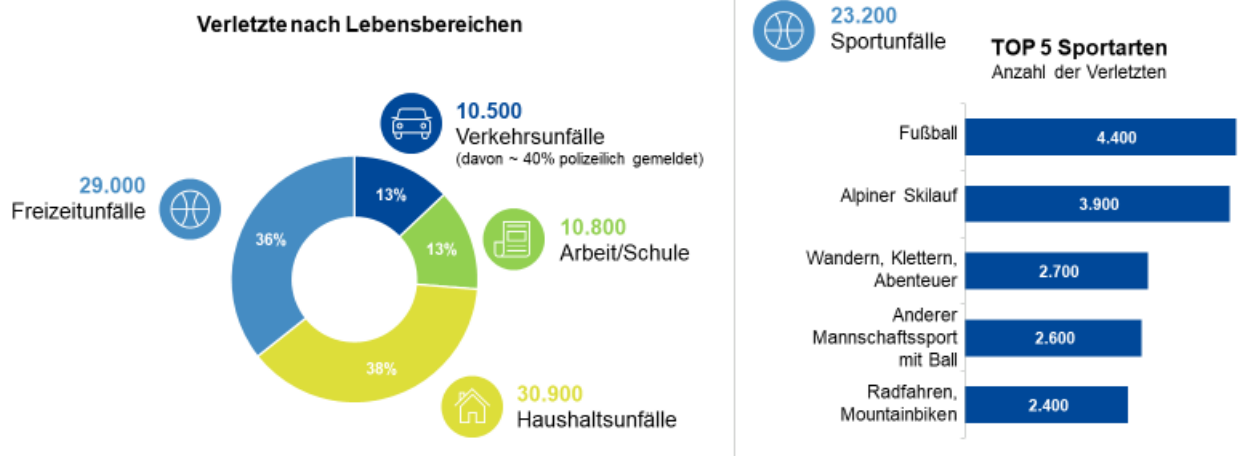 Verletzte nach Lebensbereichen
10.500
Verkehrsunfälle
(davon ~ 40% polizeilich gemeldet)
29.000
Freizeitunfälle
13%
36%
13%
10.800
Arbeit/Schule
38%
30.900
Haushaltsunfälle
23.200
Sportunfälle
TOP 5 Sportarten
Anzahl der Verletzten
Fußball
4.400
Alpiner Skilauf
3.900
Wandern, Klettern,
Abenteuer
2.700
Anderer
Mannschaftssport
mit Ball
2.600
Radfahren,
Mountainbiken
2.400